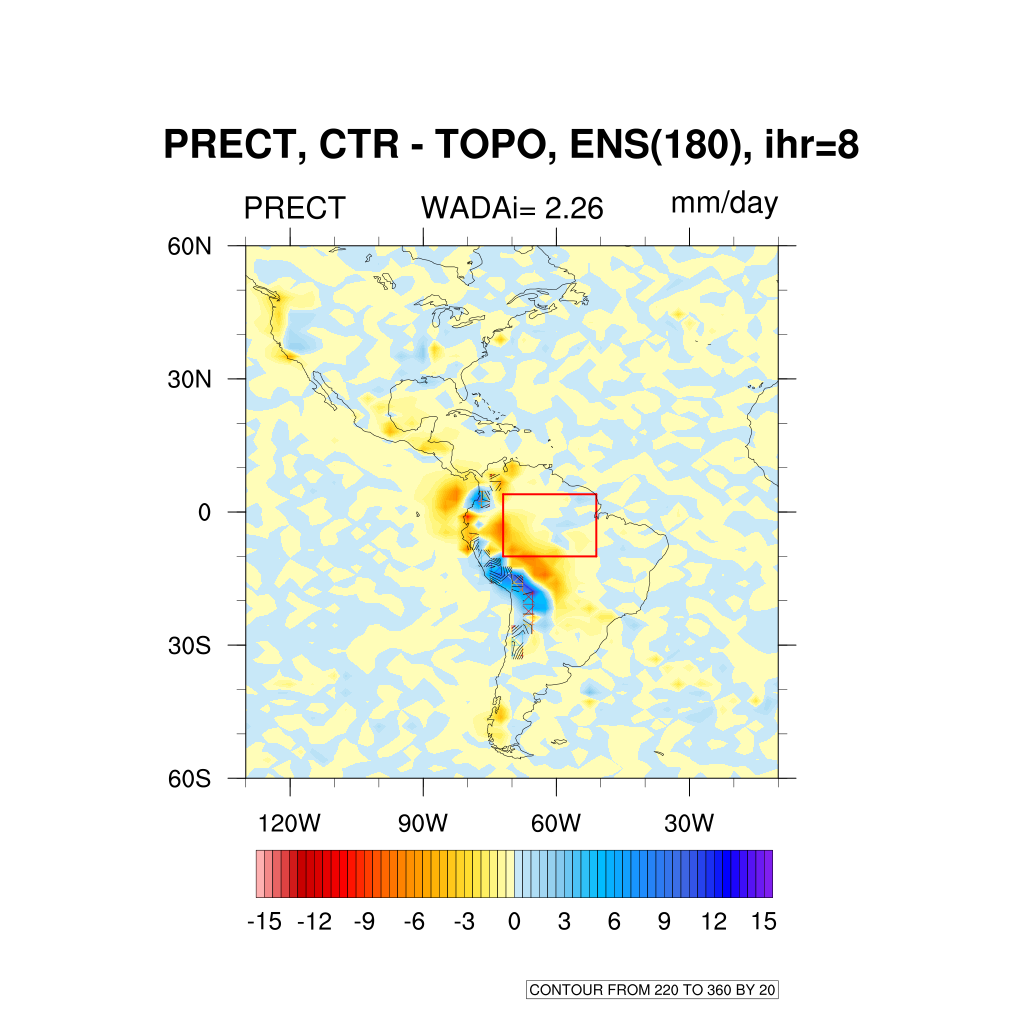 PRECT, CTR - TOPO, ENS(180), ihr=8
PRECT WADAi= 2.26 mm/day
60N
30N
0
30S
60S
120W 90W 60W 30W
-15 -12 -9 -6 -3 0 3 6 9 12 15
CONTOUR FROM 220 TO 360 BY 20